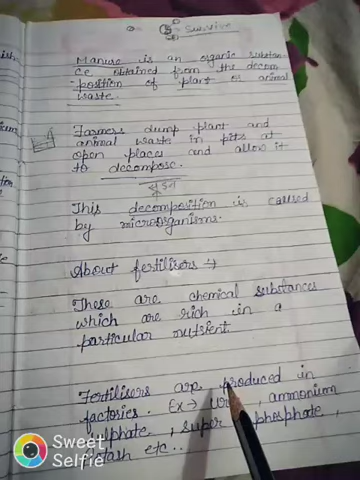 Survive
Manure is an organic substan-
ce obtained from the decom
position of plant or animal
waste.
Farmers dump plant and
animal waste in pits at
open places and allow it
to decompose.
This decomposition is caused
by microorganisms.
About fertilisers :→
These are chemical substances
which are rich in a
particular nutrient
Fertilisers are produced in
factories. Ex →, ammonium
sulphate, super phosphate,
potash etc..
Sweet
Selfie